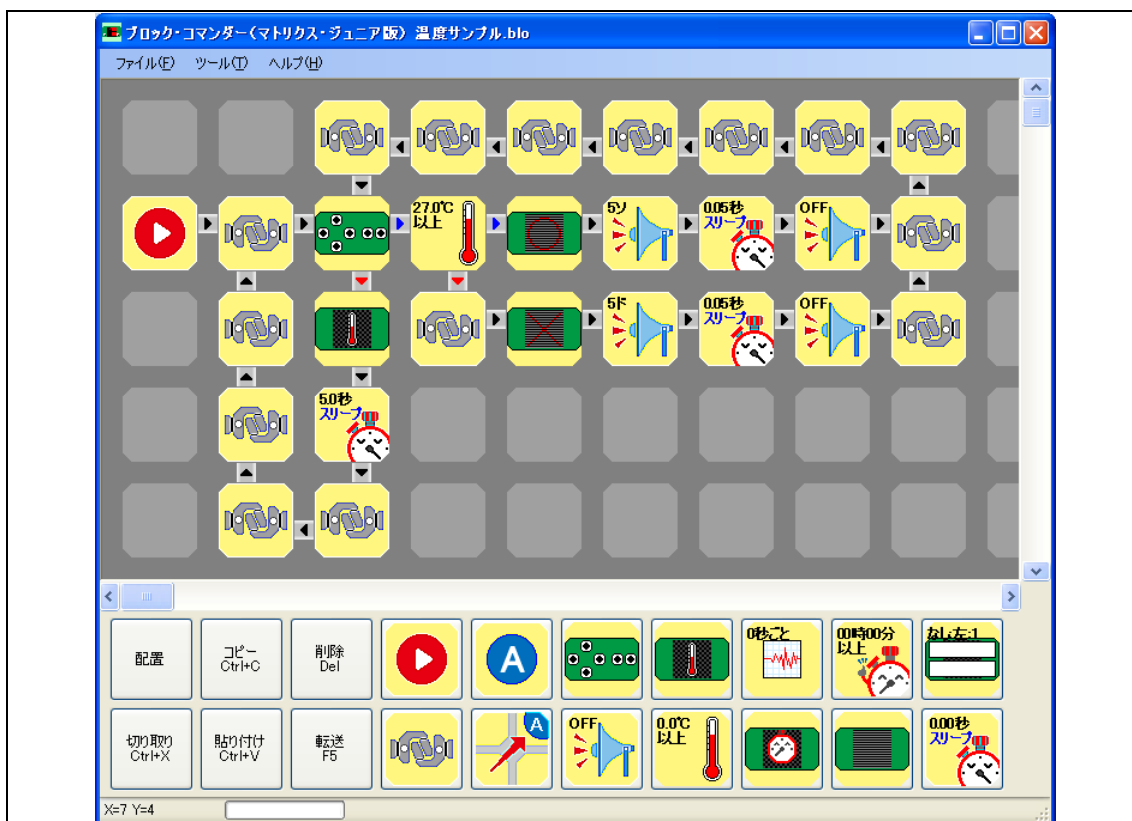 ブロック・コマンダー(マトリクス・ジュニア版) 温度サンプル.blo
ファイル(F) ツール(T) ヘルプ(H)
27.0℃
以上
5ソ
0.05秒
スリープ
OFF
5ド
0.05秒
スリープ
OFF
5.0秒
スリープ
配置
コピー
Ctrl+C
削除
Del
A
0秒ごと
00時00分
以上
なし左:1
切り取り
Ctrl+X
貼り付け
Ctrl+V
転送
F5
A
OFF
0.0℃
以上
0.00秒
スリープ
X=7 Y=4